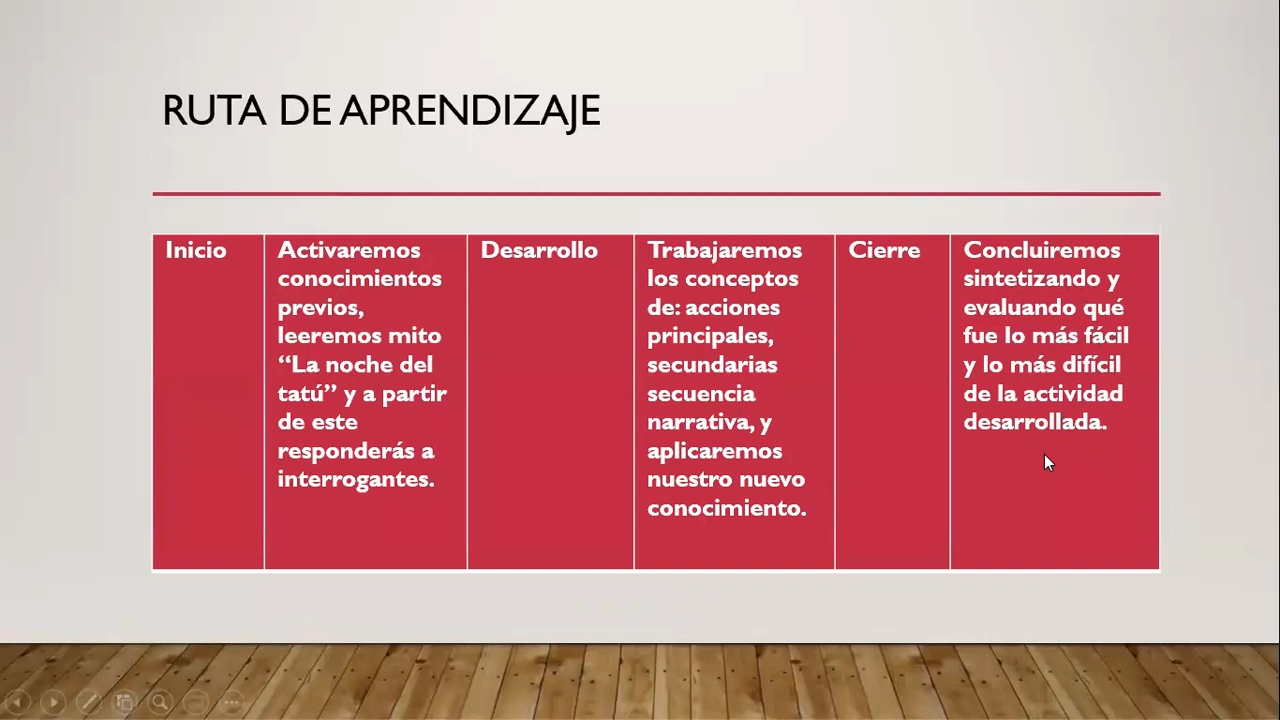 RUTA DE APRENDIZAJE
Inicio
Activaremos
conocimientos
previos,
leeremos mito
“La noche del
tatú” y a partir
de este
responderás a
interrogantes.
Desarrollo
Trabajaremos
los conceptos
de: acciones
principales,
secundarias
secuencia
narrativa, y
aplicaremos
nuestro nuevo
conocimiento.
Cierre
Concluiremos
sintetizando y
evaluando qué
fue lo más fácil
y lo más difícil
de la actividad
desarrollada.